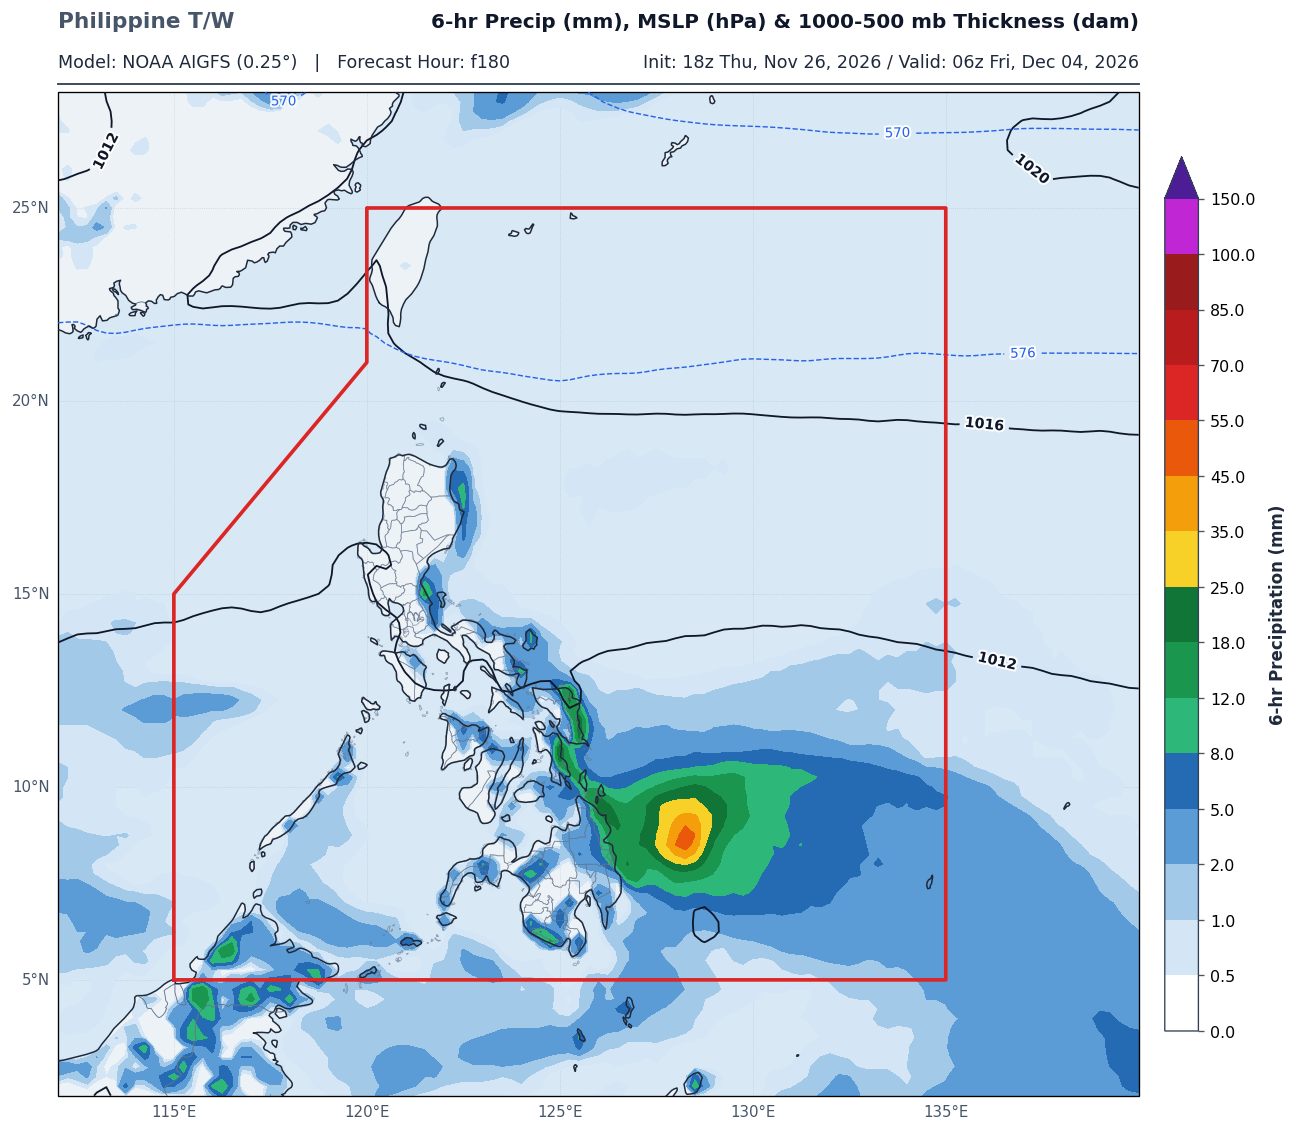 Philippine T/W
6-hr Precip (mm), MSLP (hPa) & 1000-500 mb Thickness (dam)
Model: NOAA AIGFS (0.25°)   |   Forecast Hour: f180
Init: 18z Thu, Nov 26, 2026 / Valid: 06z Fri, Dec 04, 2026
570
570
1012
1020
25°N
576
20°N
1016
15°N
1012
10°N
5°N
115°E
120°E
125°E
130°E
135°E
150.0
100.0
85.0
70.0
55.0
45.0
35.0
25.0
18.0
12.0
8.0
5.0
2.0
1.0
0.5
0.0
6-hr Precipitation (mm)